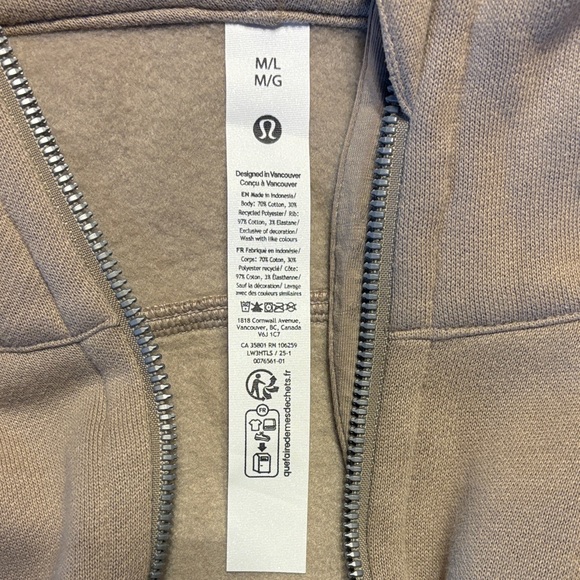 M/L
M/G
Designed in Vancouver
Conçu à Vancouver
EN Made in Indonesia/
Body: 70% Cotton, 30%
Recycled Polyester/ Rib:
97% Cotton, 3% Elastane/
Exclusive of decoration/
Wash with like colours
FR Fabriqué en Indonésie/
Corps: 70% Coton, 30%
Polyester recyclé/ Côte:
97% Coton, 3% Élasthanne/
Sauf la décoration/ Lavage
avec des couleurs similaires
1818 Cornwall Avenue,
Vancouver, BC, Canada
V6J 1C7
CA 35801 RN 106259
LW3HTLS / 25-1
0076561-01
FR
quefairedemesdechets.fr